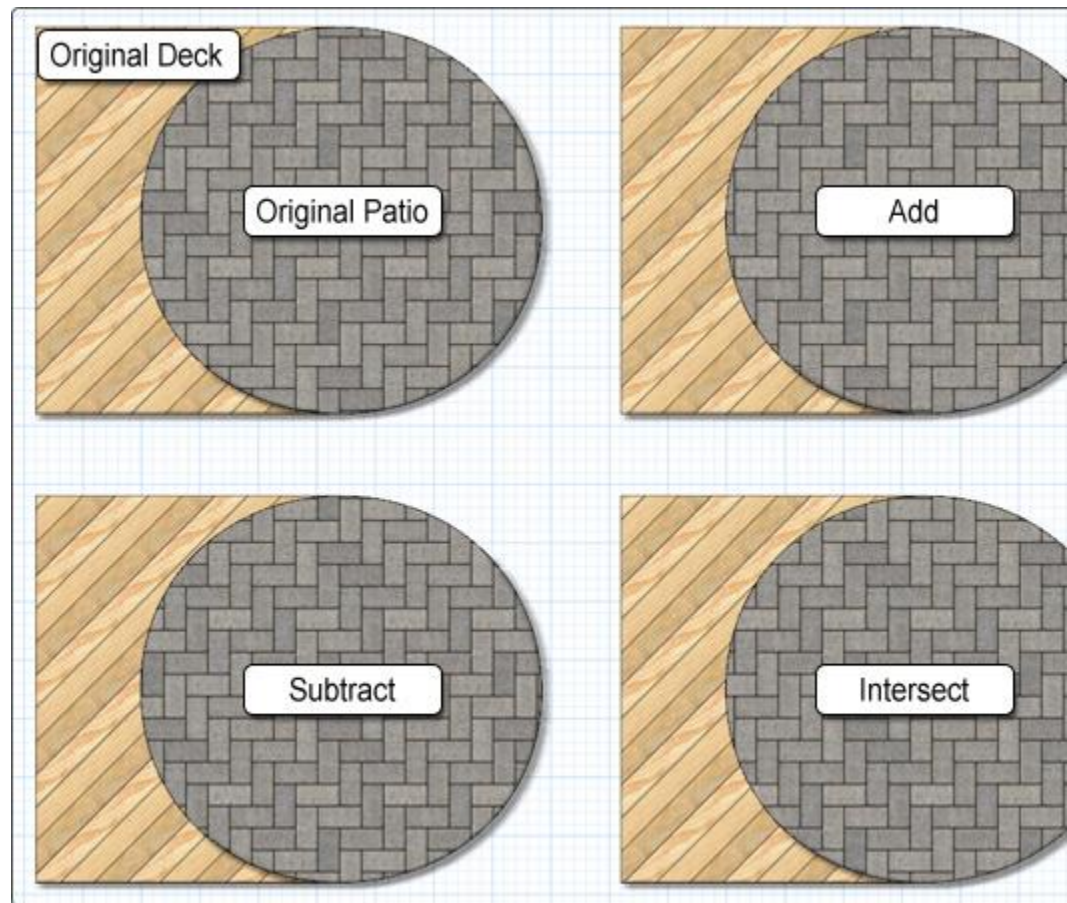 Original Deck
Original Patio
Add
Subtract
Intersect